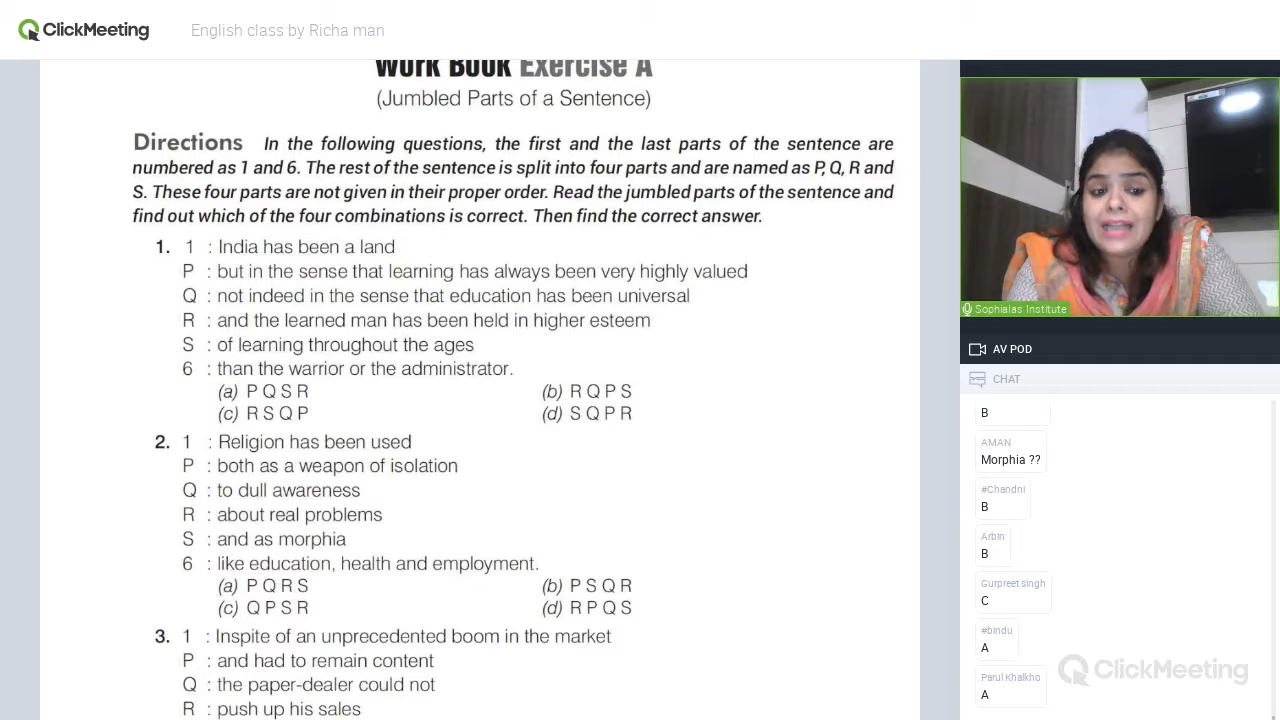 ClickMeeting
English class by Richa man
Work Book Exercise A
(Jumbled Parts of a Sentence)
Directions In the following questions, the first and the last parts of the sentence are
numbered as 1 and 6. The rest of the sentence is split into four parts and are named as P, Q, R and
S. These four parts are not given in their proper order. Read the jumbled parts of the sentence and
find out which of the four combinations is correct. Then find the correct answer.
1. 1 : India has been a land
P : but in the sense that learning has always been very highly valued
Q : not indeed in the sense that education has been universal
R : and the learned man has been held in higher esteem
S : of learning throughout the ages
6 : than the warrior or the administrator.
(a) P Q S R (b) R Q P S
(c) R S Q P (d) S Q P R
2. 1 : Religion has been used
P : both as a weapon of isolation
Q : to dull awareness
R : about real problems
S : and as morphia
6 : like education, health and employment.
(a) P Q R S (b) P S Q R
(c) Q P S R (d) R P Q S
3. 1 : Inspite of an unprecedented boom in the market
P : and had to remain content
Q : the paper-dealer could not
R : push up his sales
Sophialas Institute
AV POD
CHAT
B
AMAN
Morphia ??
#Chandni
B
Arbin
B
Gurpreet singh
C
#bindu
A
Parul Khalkho
A
ClickMeeting